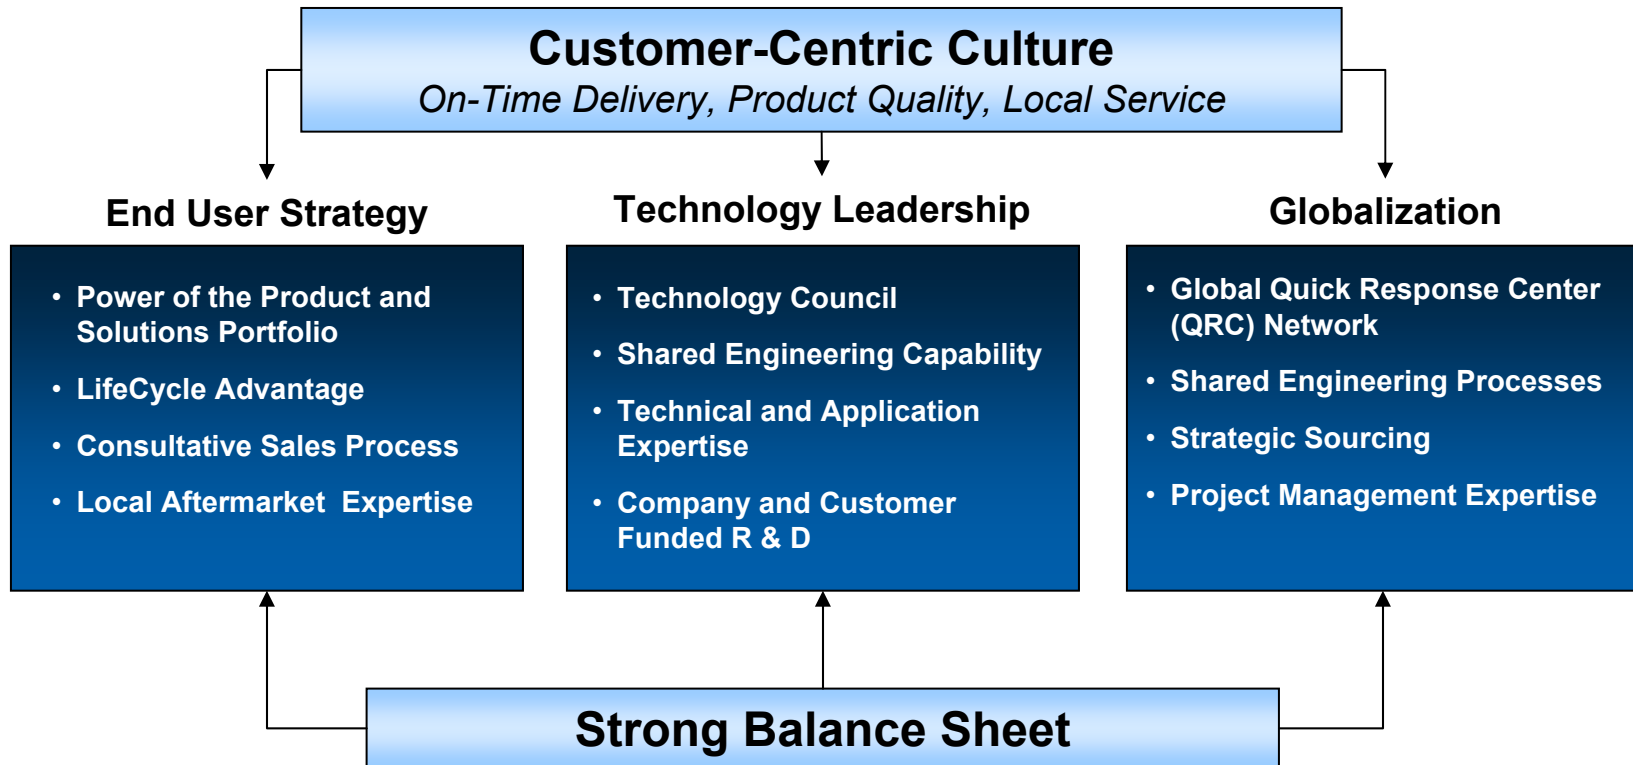 Customer-Centric Culture
On-Time Delivery, Product Quality, Local Service
End User Strategy
• Power of the Product and
Solutions Portfolio
• LifeCycle Advantage
• Consultative Sales Process
• Local Aftermarket  Expertise
Technology Leadership
• Technology Council
• Shared Engineering Capability
• Technical and Application
Expertise
• Company and Customer
Funded R & D
Globalization
• Global Quick Response Center
(QRC) Network
• Shared Engineering Processes
• Strategic Sourcing
• Project Management Expertise
Strong Balance Sheet